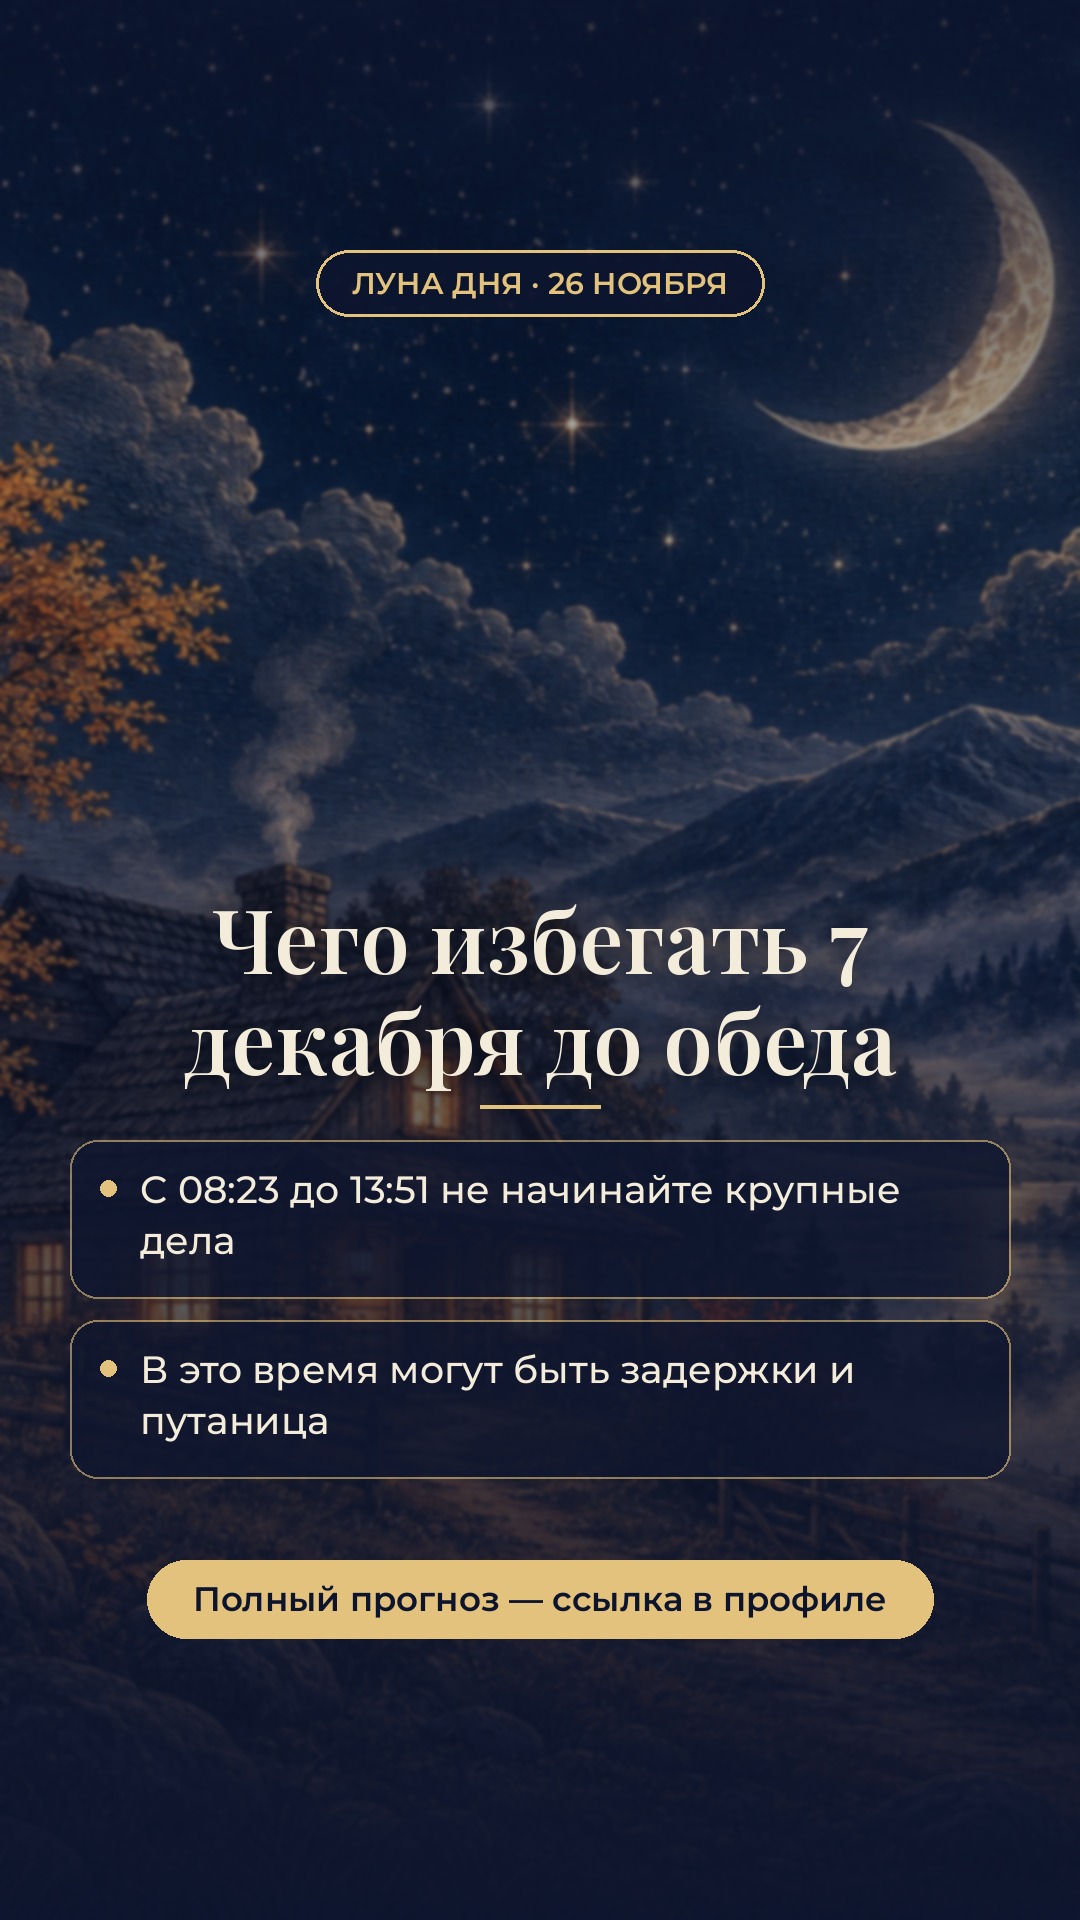 ЛУНА ДНЯ · 26 НОЯБРЯ
Чего избегать 7
декабря до обеда
С 08:23 до 13:51 не начинайте крупные
дела
В это время могут быть задержки и
путаница
Полный прогноз — ссылка в профиле